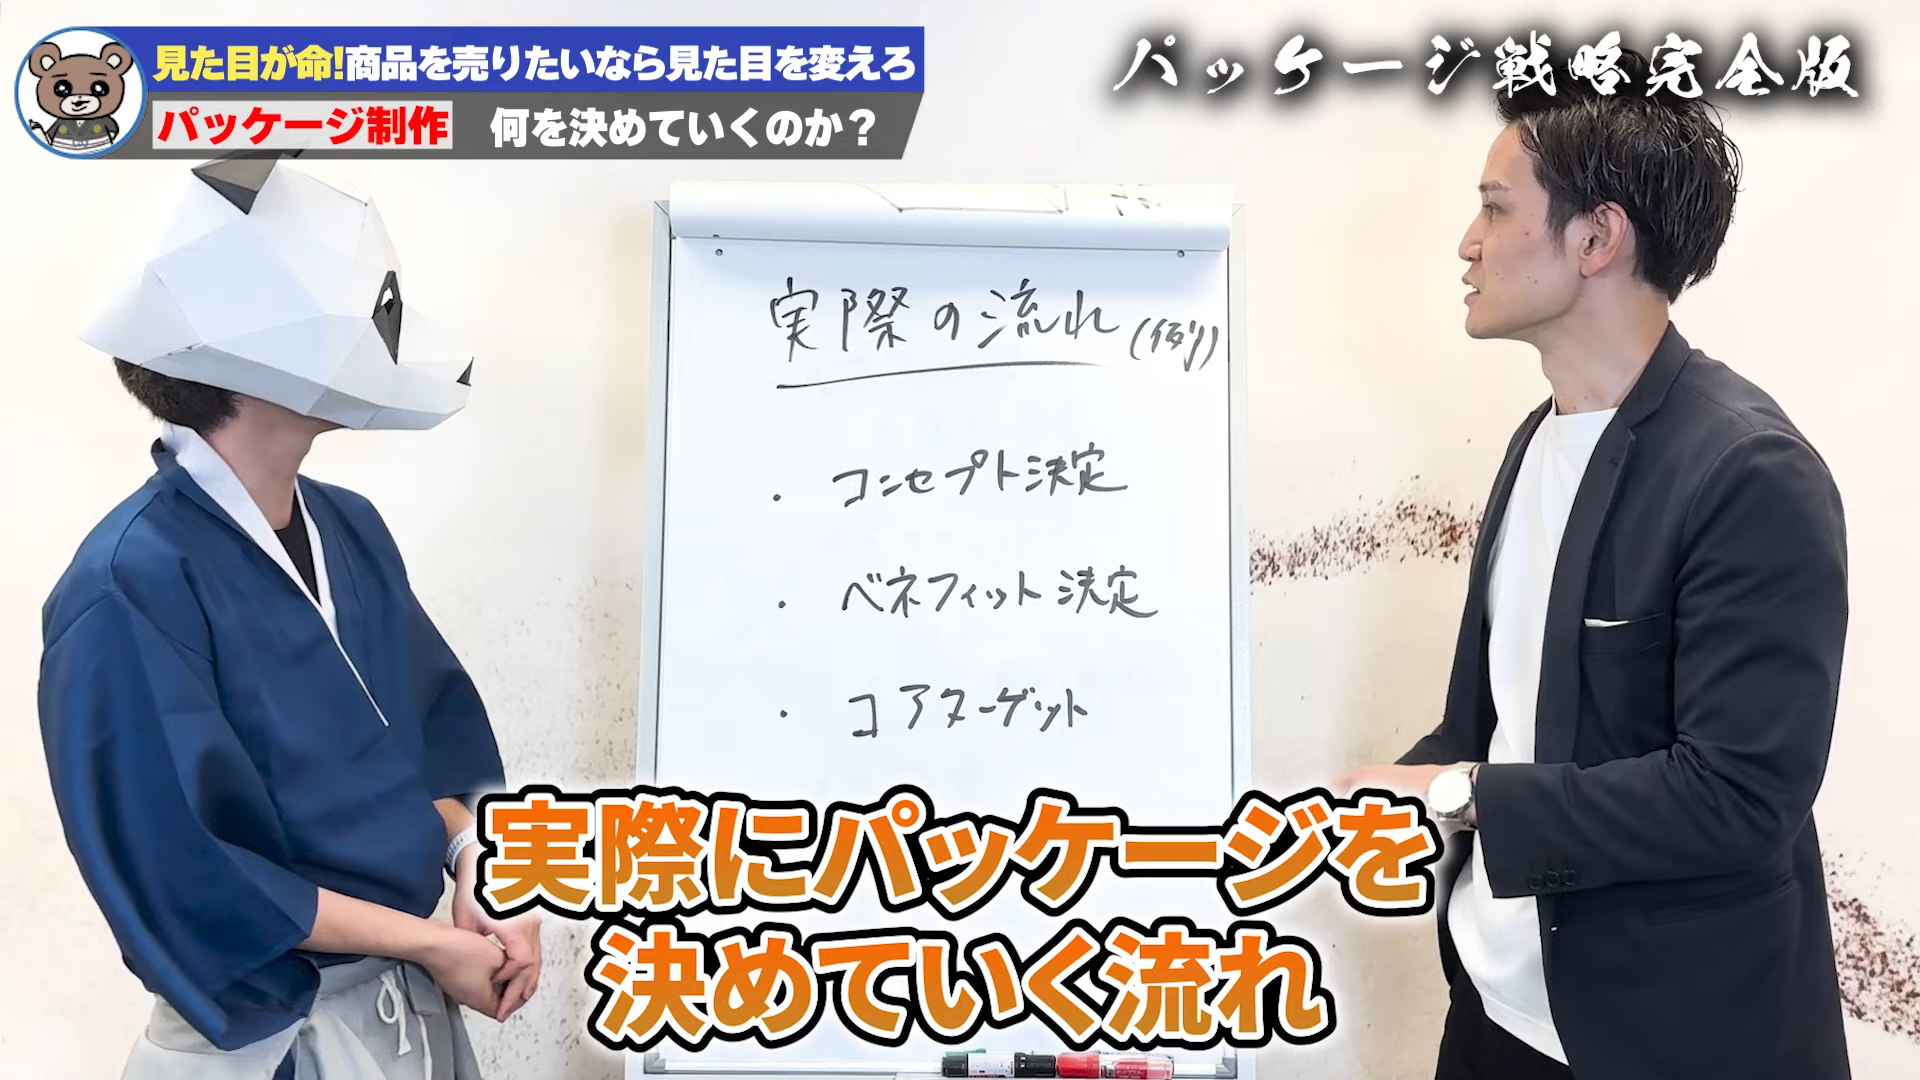 見た目が命!商品を売りたいなら見た目を変えろ
パッケージ制作 何を決めていくのか？
パッケージ戦略完全版
実際の流れ(例)
・コンセプト決定
・ベネフィット決定
・コアターゲット
実際にパッケージを
決めていく流れ